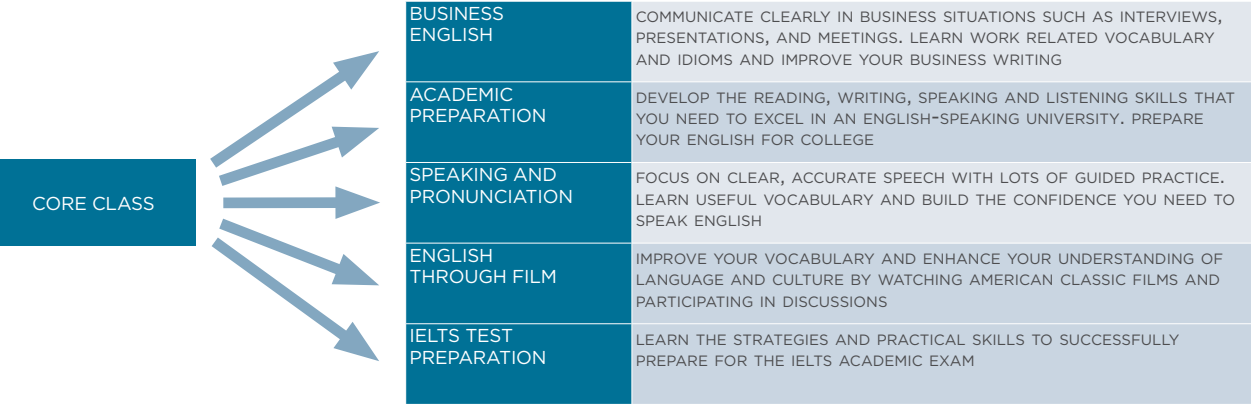 CORE CLASS
BUSINESS
ENGLISH
COMMUNICATE CLEARLY IN BUSINESS SITUATIONS SUCH AS INTERVIEWS,
PRESENTATIONS, AND MEETINGS. LEARN WORK RELATED VOCABULARY
AND IDIOMS AND IMPROVE YOUR BUSINESS WRITING
ACADEMIC
PREPARATION
DEVELOP THE READING, WRITING, SPEAKING AND LISTENING SKILLS THAT
YOU NEED TO EXCEL IN AN ENGLISH-SPEAKING UNIVERSITY. PREPARE
YOUR ENGLISH FOR COLLEGE
SPEAKING AND
PRONUNCIATION
FOCUS ON CLEAR, ACCURATE SPEECH WITH LOTS OF GUIDED PRACTICE.
LEARN USEFUL VOCABULARY AND BUILD THE CONFIDENCE YOU NEED TO
SPEAK ENGLISH
ENGLISH
THROUGH FILM
IMPROVE YOUR VOCABULARY AND ENHANCE YOUR UNDERSTANDING OF
LANGUAGE AND CULTURE BY WATCHING AMERICAN CLASSIC FILMS AND
PARTICIPATING IN DISCUSSIONS
IELTS TEST
PREPARATION
LEARN THE STRATEGIES AND PRACTICAL SKILLS TO SUCCESSFULLY
PREPARE FOR THE IELTS ACADEMIC EXAM